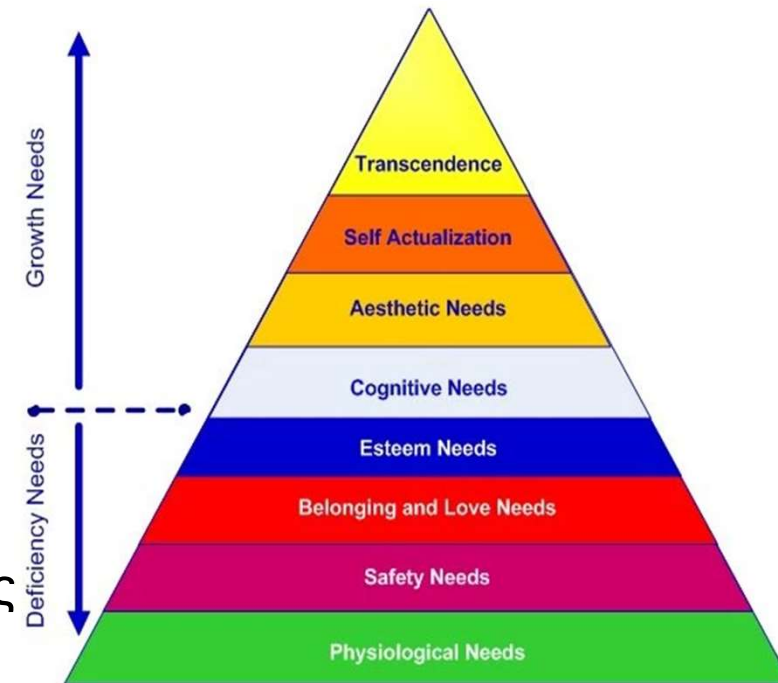 Growth Needs
Deficiency Needs
Transcendence
Self Actualization
Aesthetic Needs
Cognitive Needs
Esteem Needs
Belonging and Love Needs
Safety Needs
Physiological Needs
ς